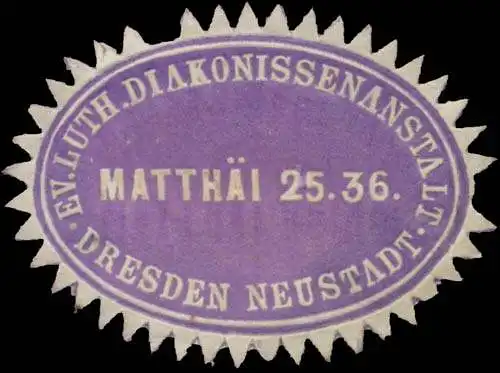 · EV. LUTH. DIAKONISSENANSTALT ·
MATTHÄI 25.36.
DRESDEN NEUSTADT